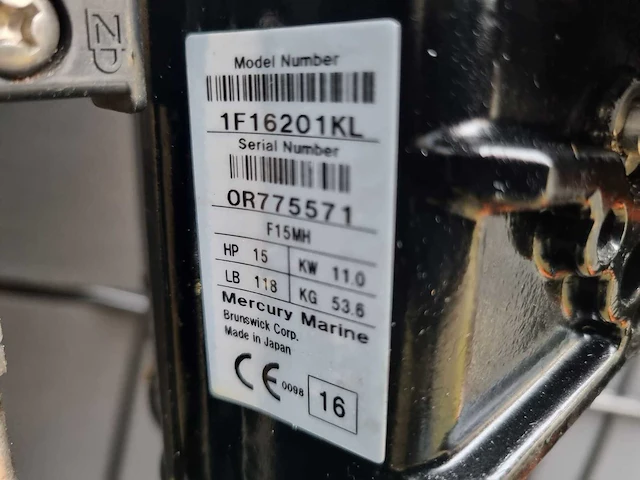 Model Number
1F16201KL
Serial Number
0R775571
F15MH
HP 15 KW 11.0
LB 118 KG 53.6
Mercury Marine
Brunswick Corp.
Made in Japan
CE 0098 16